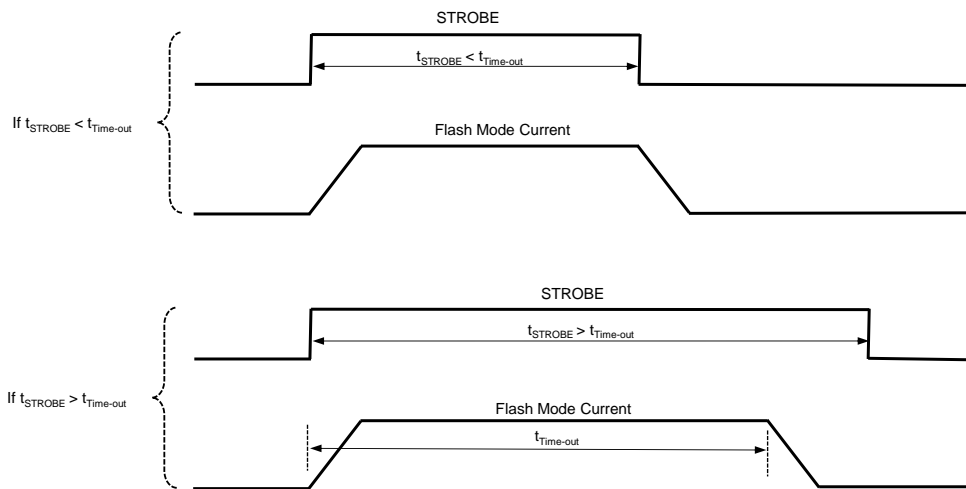 STROBE
tSTROBE < tTime-out
If tSTROBE < tTime-out
Flash Mode Current
STROBE
tSTROBE > tTime-out
If tSTROBE > tTime-out
Flash Mode Current
tTime-out